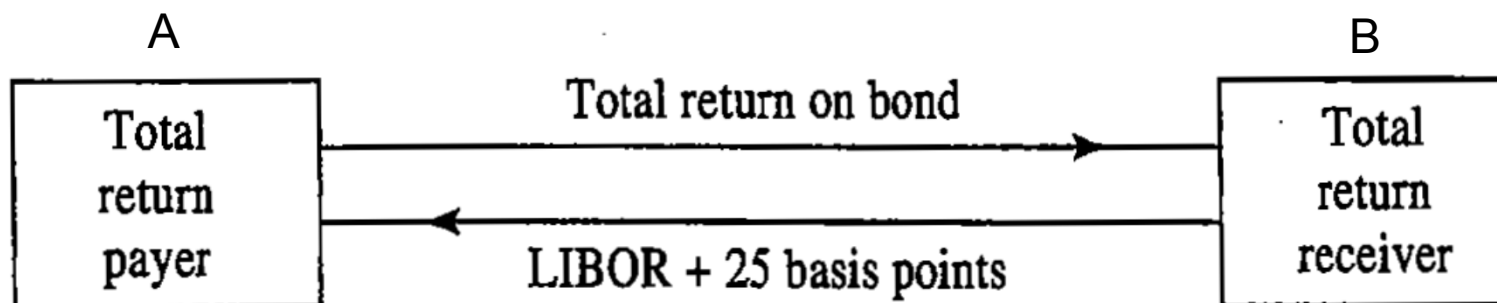 A
B
Total return on bond
Total
return
payer
Total
return
receiver
LIBOR + 25 basis points